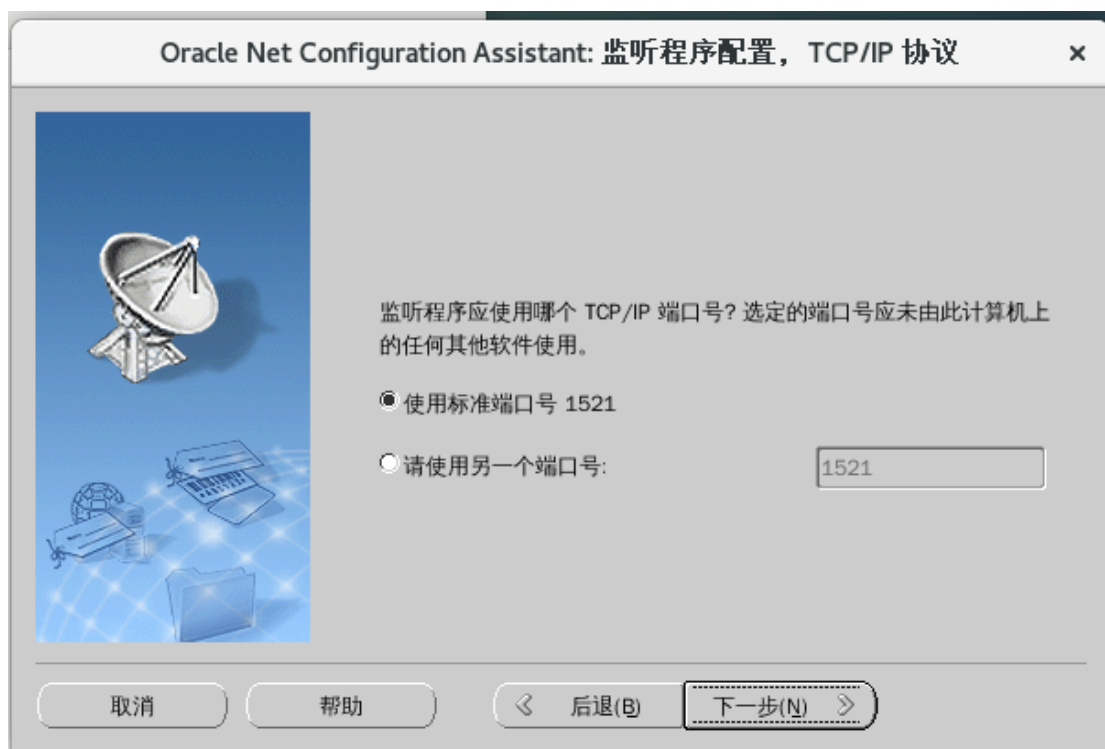 Oracle Net Configuration Assistant: 监听程序配置，TCP/IP 协议
监听程序应使用哪个 TCP/IP 端口号? 选定的端口号应未由此计算机上
的任何其他软件使用。
使用标准端口号 1521
请使用另一个端口号: 1521
取消 帮助 后退(B) 下一步(N)